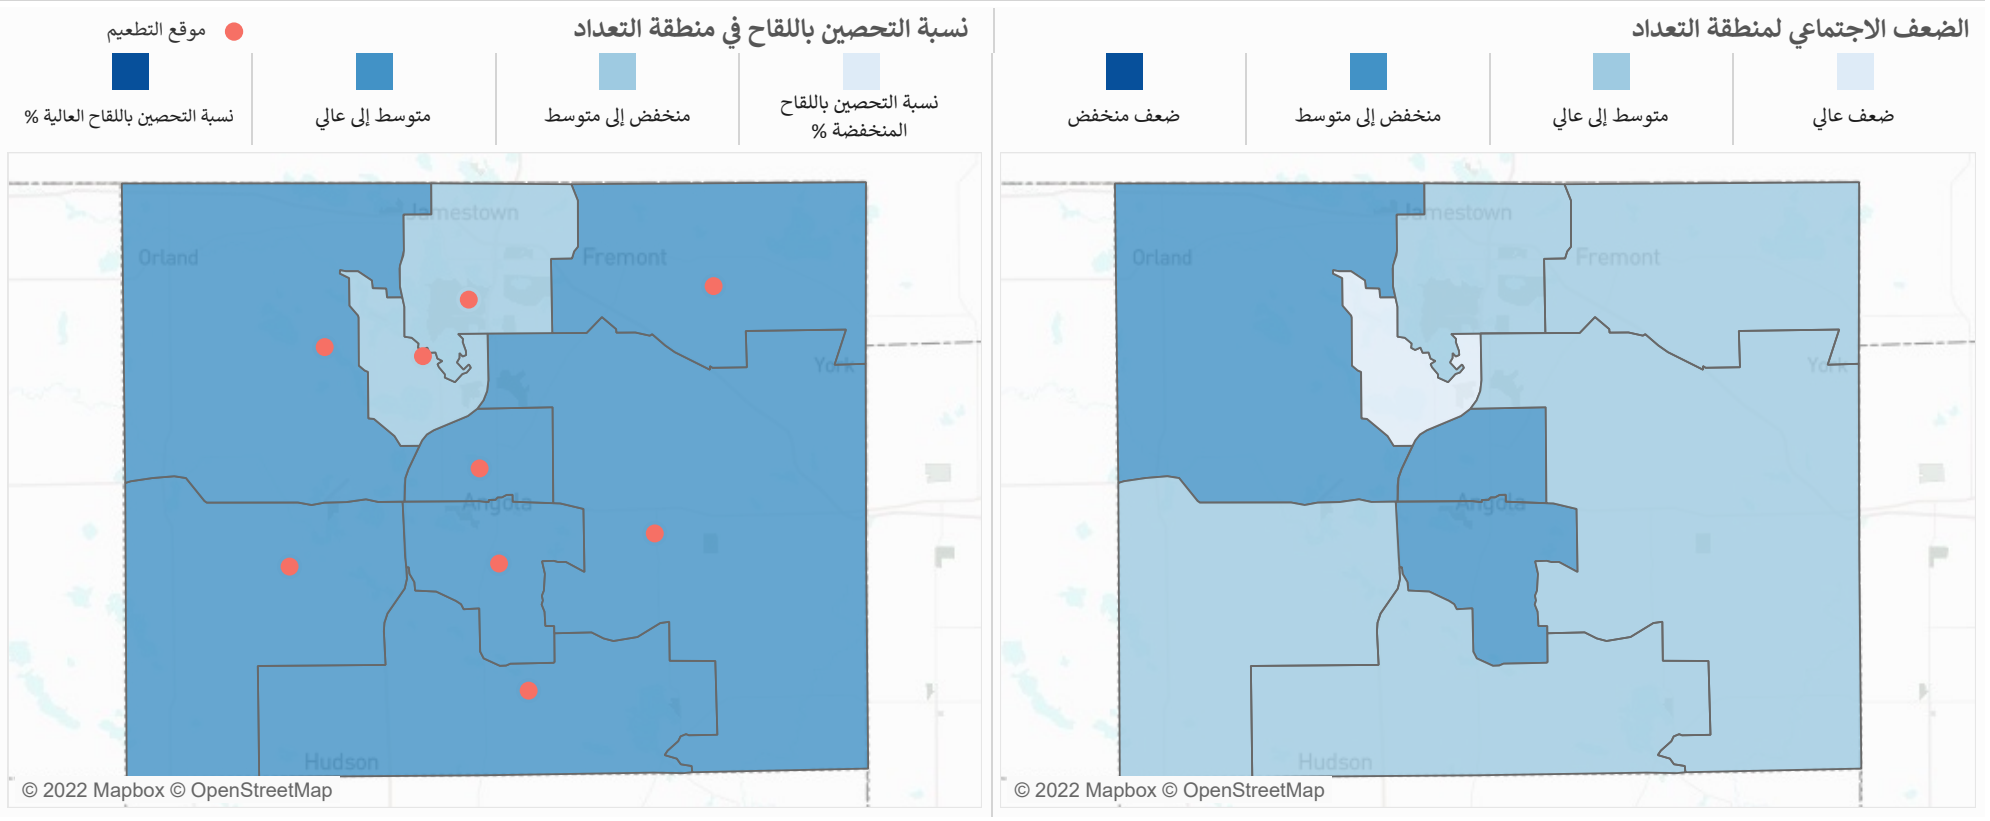 الضعف الاجتماعي لمنطقة التعداد
ضعف عالي
متوسط إلى عالي
منخفض إلى متوسط
ضعف منخفض
Jamestown
Orland
Fremont
York
Angola
Hudson
© 2022 Mapbox © OpenStreetMap
نسبة التحصين باللقاح في منطقة التعداد
موقع التطعيم
نسبة التحصين باللقاح
المنخفضة %
منخفض إلى متوسط
متوسط إلى عالي
نسبة التحصين باللقاح العالية %
Jamestown
Orland
Fremont
York
Angola
Hudson
© 2022 Mapbox © OpenStreetMap